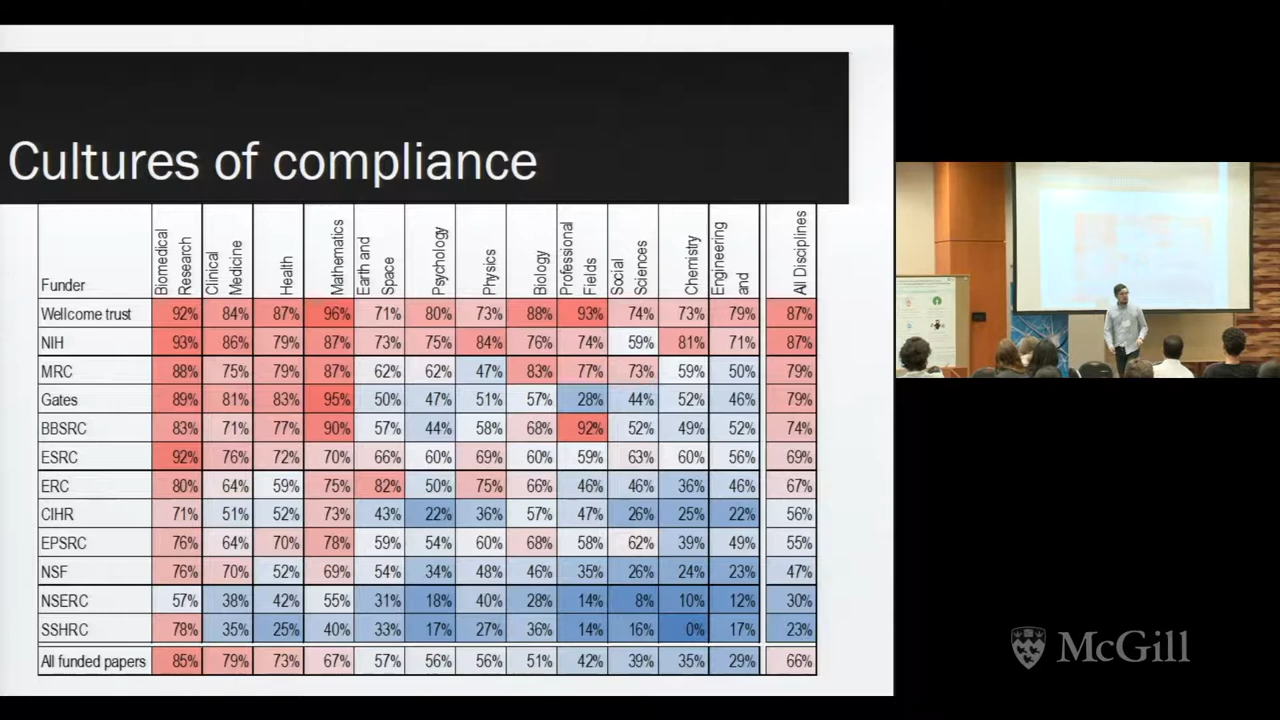 Cultures of compliance
Funder Biomedical Research Clinical Medicine Health Mathematics Earth and Space Psychology Physics Biology Professional Fields Social Sciences Chemistry Engineering and All Disciplines
Wellcome trust 92% 84% 87% 96% 71% 80% 73% 88% 93% 74% 73% 79% 87%
NIH 93% 86% 79% 87% 73% 75% 84% 76% 74% 59% 81% 71% 87%
MRC 88% 75% 79% 87% 62% 62% 47% 83% 77% 73% 59% 50% 79%
Gates 89% 81% 83% 95% 50% 47% 51% 57% 28% 44% 52% 46% 79%
BBSRC 83% 71% 77% 90% 57% 44% 58% 68% 92% 52% 49% 52% 74%
ESRC 92% 76% 72% 70% 66% 60% 69% 60% 59% 63% 60% 56% 69%
ERC 80% 64% 59% 75% 82% 50% 75% 66% 46% 46% 36% 46% 67%
CIHR 71% 51% 52% 73% 43% 22% 36% 57% 47% 26% 25% 22% 56%
EPSRC 76% 64% 70% 78% 59% 54% 60% 68% 58% 62% 39% 49% 55%
NSF 76% 70% 52% 69% 54% 34% 48% 46% 35% 26% 24% 23% 47%
NSERC 57% 38% 42% 55% 31% 18% 40% 28% 14% 8% 10% 12% 30%
SSHRC 78% 35% 25% 40% 33% 17% 27% 36% 14% 16% 0% 17% 23%
All funded papers 85% 79% 73% 67% 57% 56% 56% 51% 42% 39% 35% 29% 66%
McGill